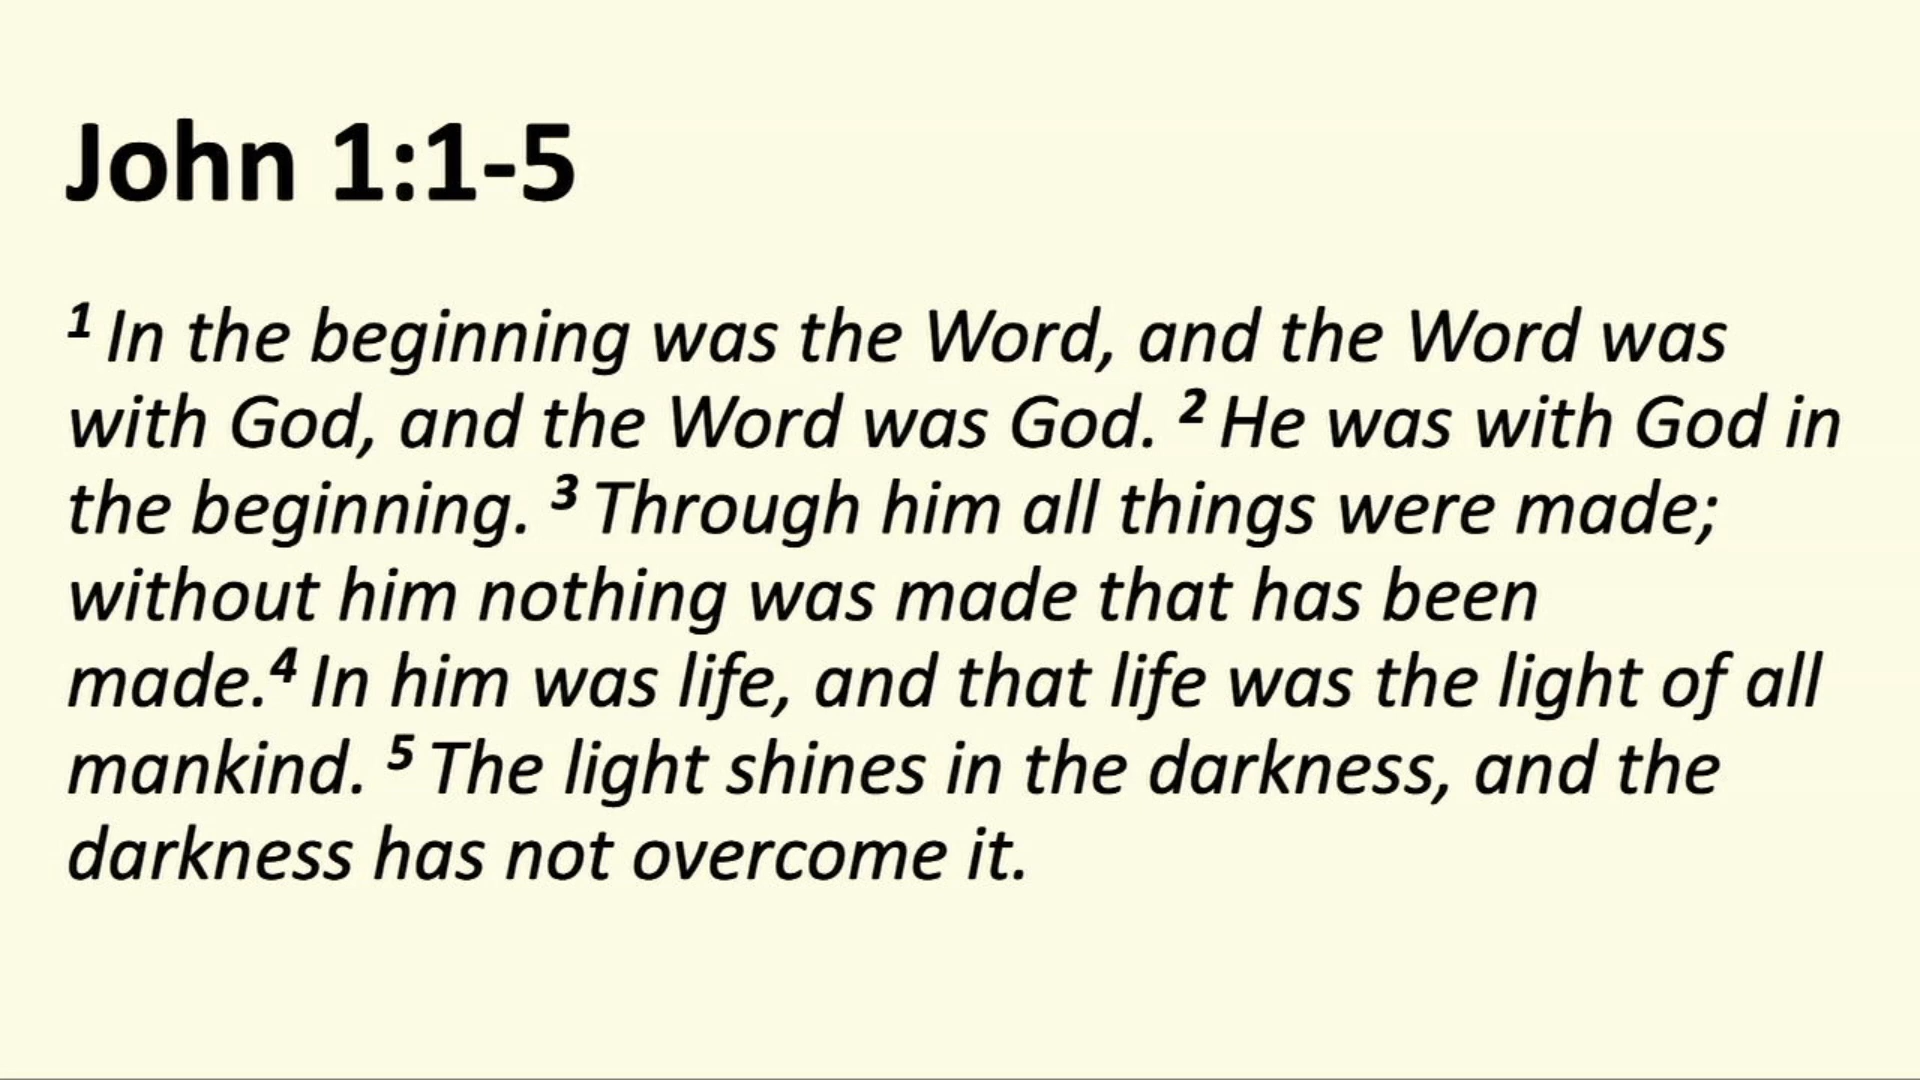 John 1:1-5
1 In the beginning was the Word, and the Word was
with God, and the Word was God. 2 He was with God in
the beginning. 3 Through him all things were made;
without him nothing was made that has been
made.4 In him was life, and that life was the light of all
mankind. 5 The light shines in the darkness, and the
darkness has not overcome it.